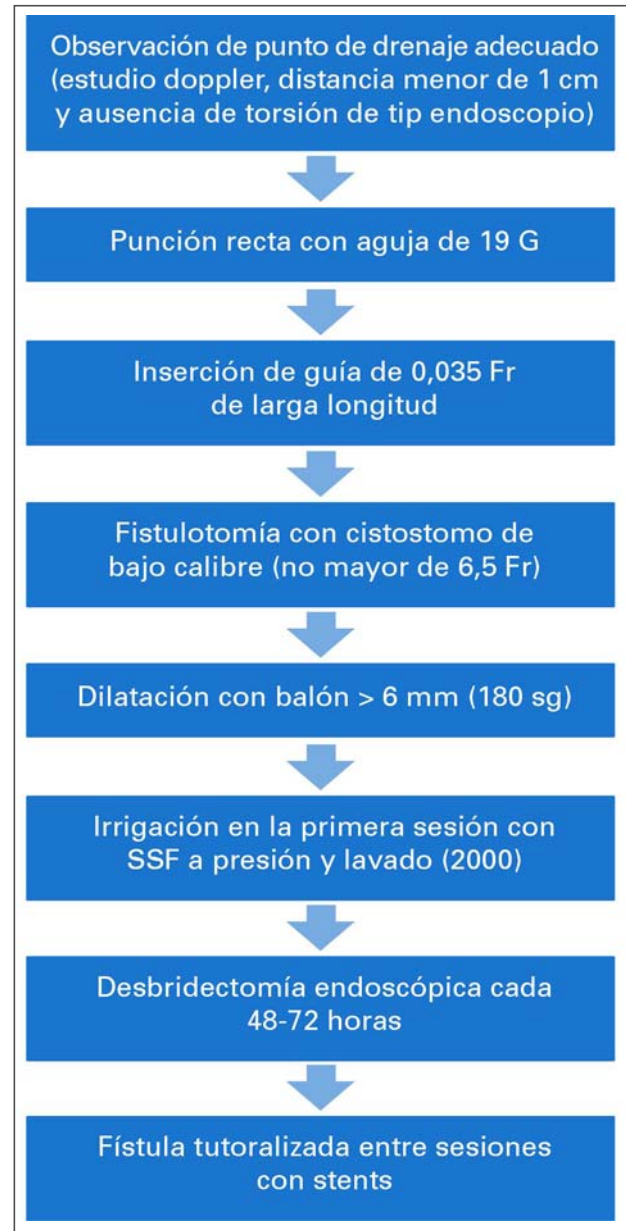 Observación de punto de drenaje adecuado
(estudio doppler, distancia menor de 1 cm
y ausencia de torsión de tip endoscopio)
Punción recta con aguja de 19 G
Inserción de guía de 0,035 Fr
de larga longitud
Fistulotomía con cistostomo de
bajo calibre (no mayor de 6,5 Fr)
Dilatación con balón > 6 mm (180 sg)
Irrigación en la primera sesión con
SSF a presión y lavado (2000)
Desbridectomía endoscópica cada
48-72 horas
Fístula tutoralizada entre sesiones
con stents